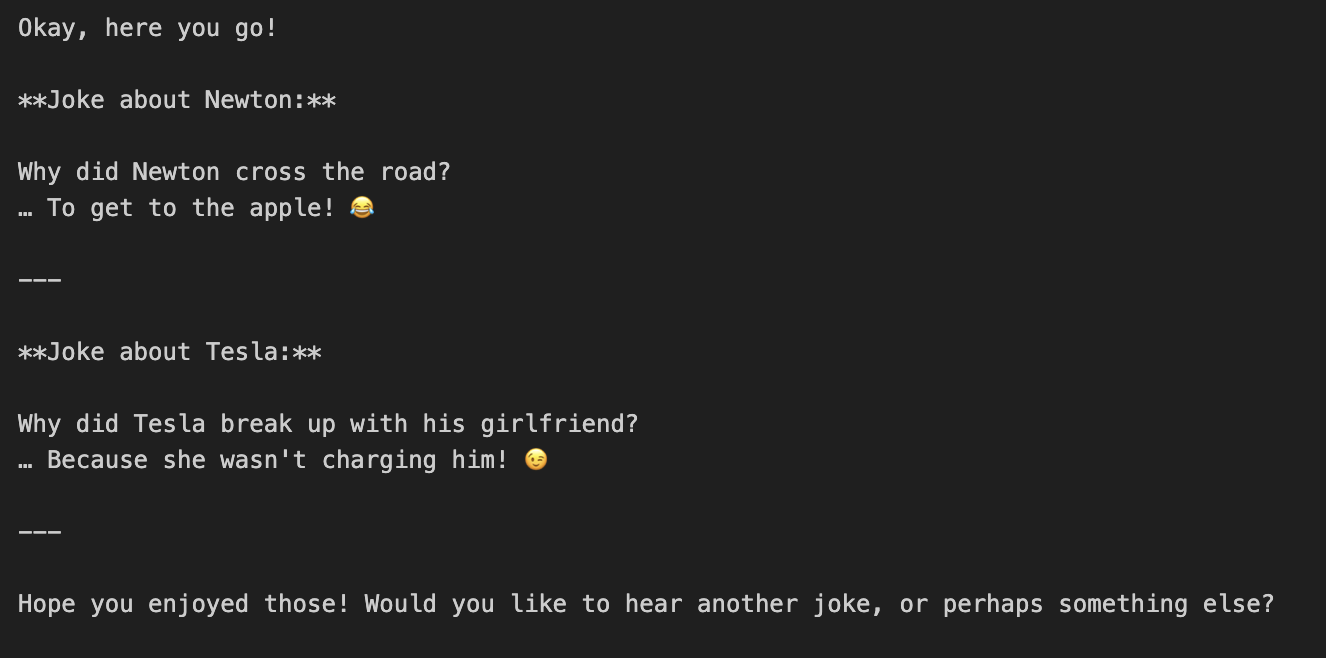 Okay, here you go!
**Joke about Newton:**
Why did Newton cross the road?
… To get to the apple! 😂
---
**Joke about Tesla:**
Why did Tesla break up with his girlfriend?
… Because she wasn't charging him! 😉
---
Hope you enjoyed those! Would you like to hear another joke, or perhaps something else?